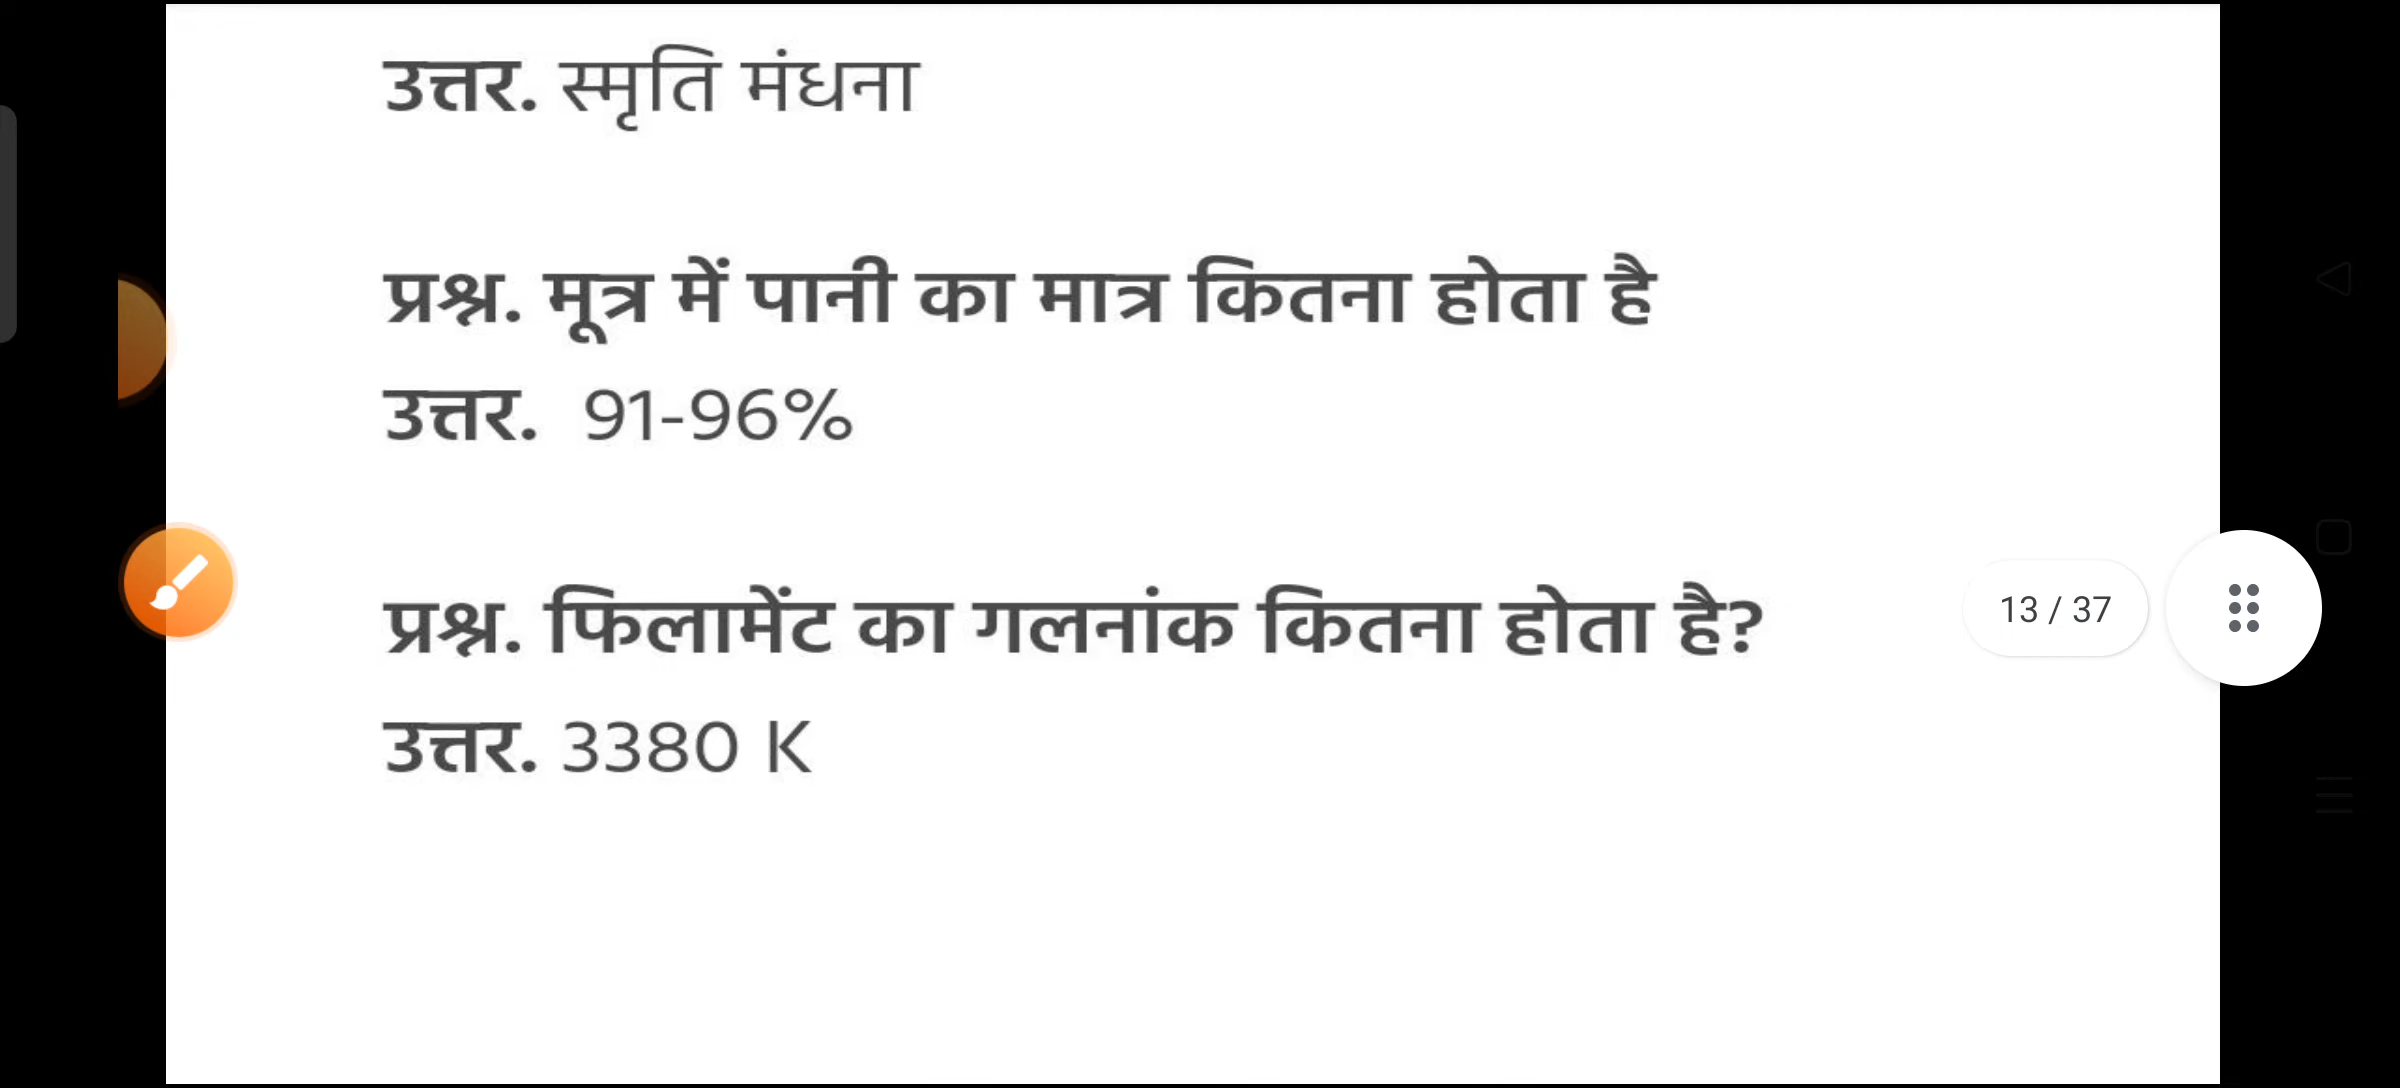 उत्तर. स्मृति मंधना
प्रश्न. मूत्र में पानी का मात्र कितना होता है
उत्तर. 91-96%
प्रश्न. फिलामेंट का गलनांक कितना होता है?
13 / 37
उत्तर. 3380 K